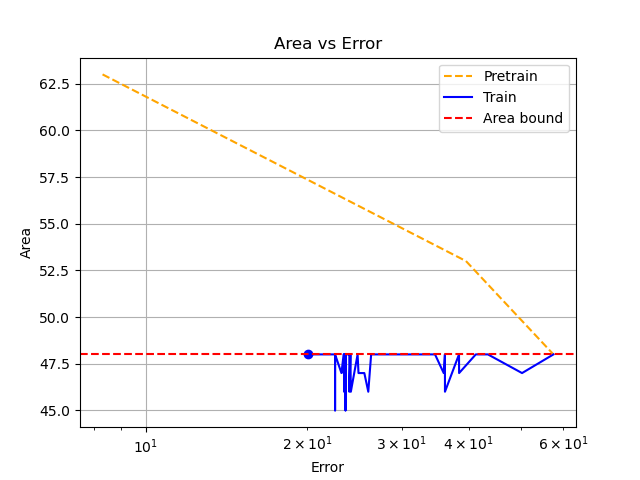 Area vs Error
Pretrain
Train
Area bound
62.5
60.0
57.5
55.0
52.5
50.0
47.5
45.0
Area
10¹
2 × 10¹
3 × 10¹
4 × 10¹
6 × 10¹
Error